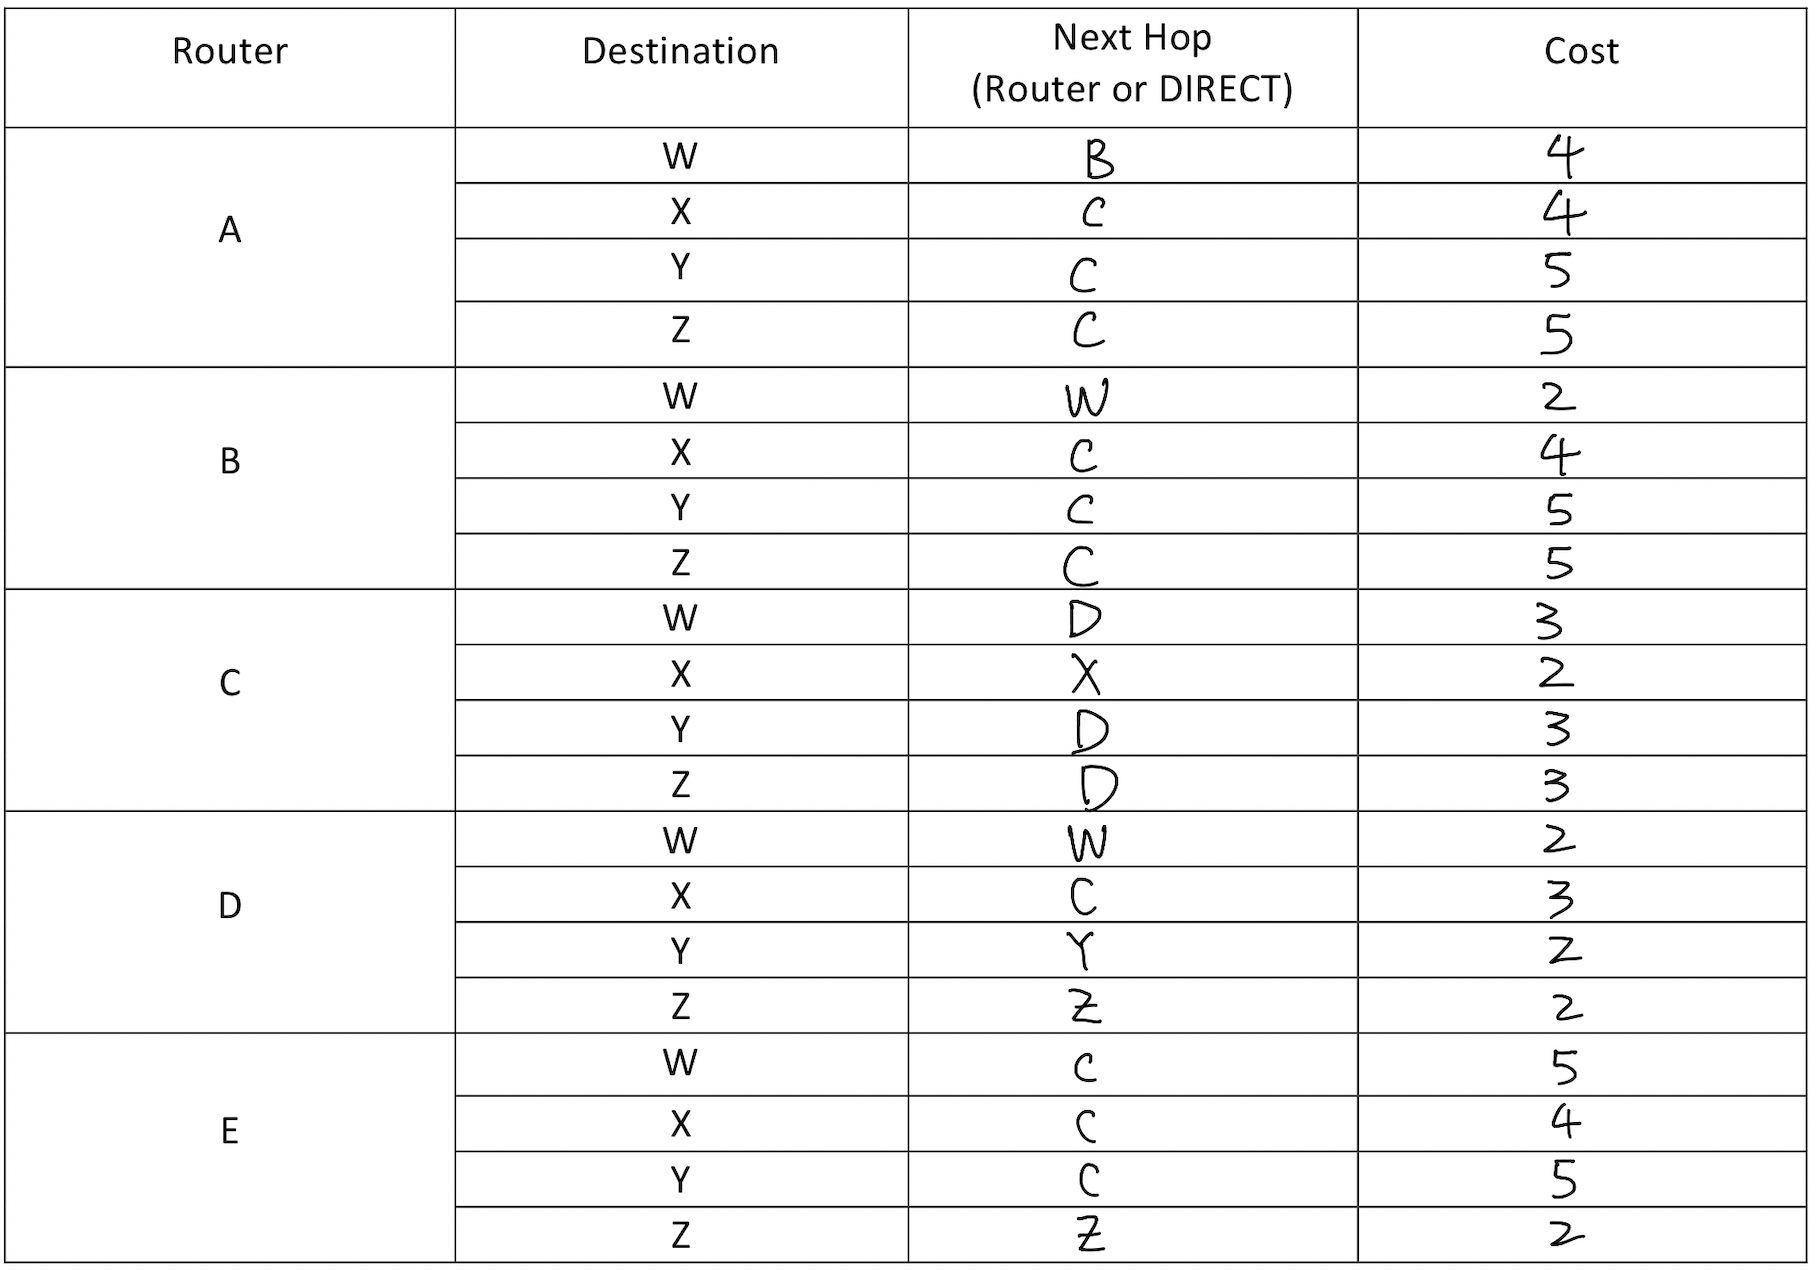 Router Destination Next Hop (Router or DIRECT) Cost
A W B 4
X C 4
Y C 5
Z C 5
B W W 2
X C 4
Y C 5
Z C 5
C W D 3
X X 2
Y D 3
Z D 3
D W W 2
X C 3
Y Y 2
Z Z 2
E W C 5
X C 4
Y C 5
Z Z 2